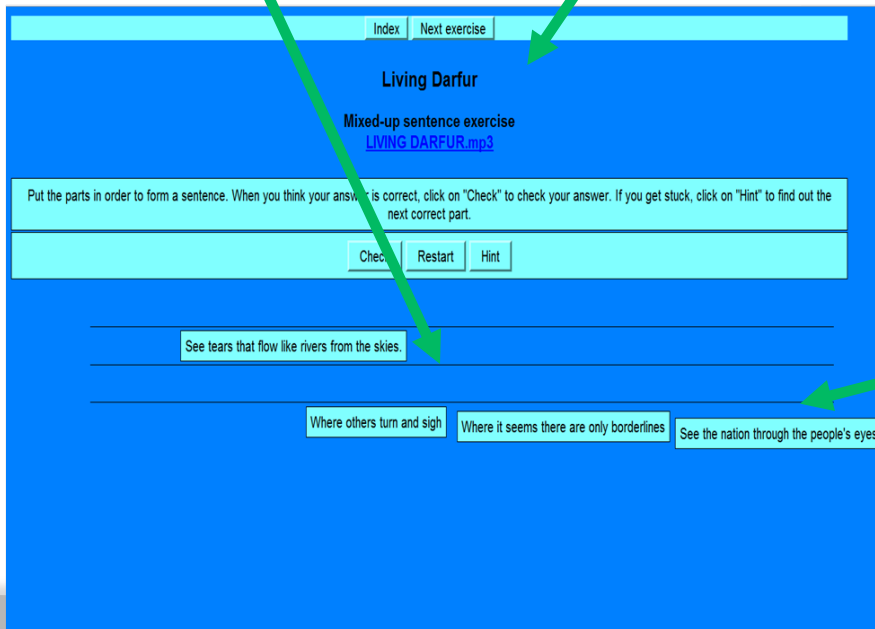 Index Next exercise
Living Darfur
Mixed-up sentence exercise
LIVING DARFUR.mp3
Put the parts in order to form a sentence. When you think your answer is correct, click on "Check" to check your answer. If you get stuck, click on "Hint" to find out the
next correct part.
Check Restart Hint
See tears that flow like rivers from the skies.
Where others turn and sigh Where it seems there are only borderlines See the nation through the people's eyes